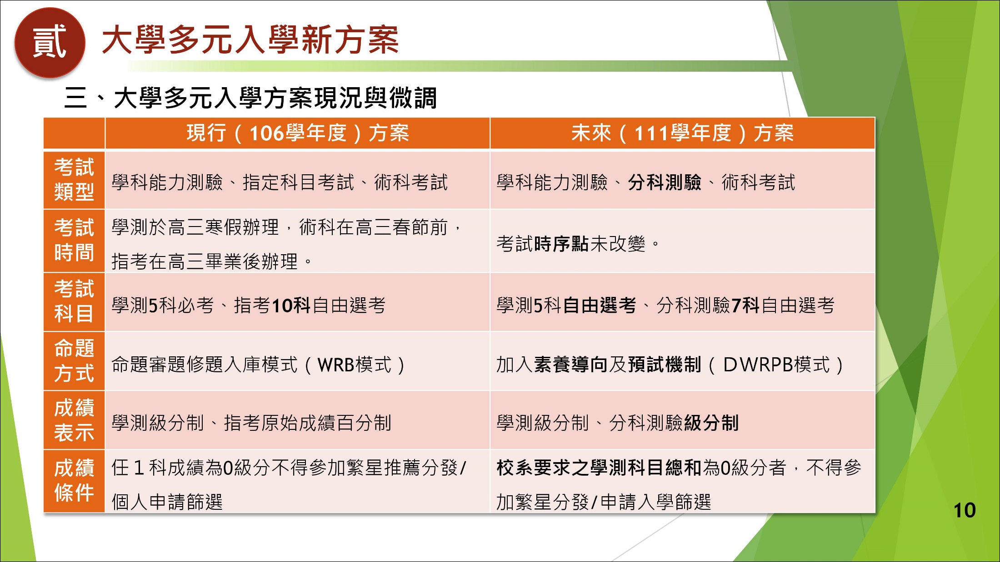 貳
大學多元入學新方案
三、大學多元入學方案現況與微調
現行（106學年度）方案
未來（111學年度）方案
考試
類型
學科能力測驗、指定科目考試、術科考試
學科能力測驗、分科測驗、術科考試
考試
時間
學測於高三寒假辦理，術科在高三春節前，
指考在高三畢業後辦理。
考試時序點未改變。
考試
科目
學測5科必考、指考10科自由選考
學測5科自由選考、分科測驗7科自由選考
命題
方式
命題審題修題入庫模式（WRB模式）
加入素養導向及預試機制（ＤWRPB模式）
成績
表示
學測級分制、指考原始成績百分制
學測級分制、分科測驗級分制
成績
條件
任１科成績為0級分不得參加繁星推薦分發/
個人申請篩選
校系要求之學測科目總和為0級分者，不得參
加繁星分發/申請入學篩選
10